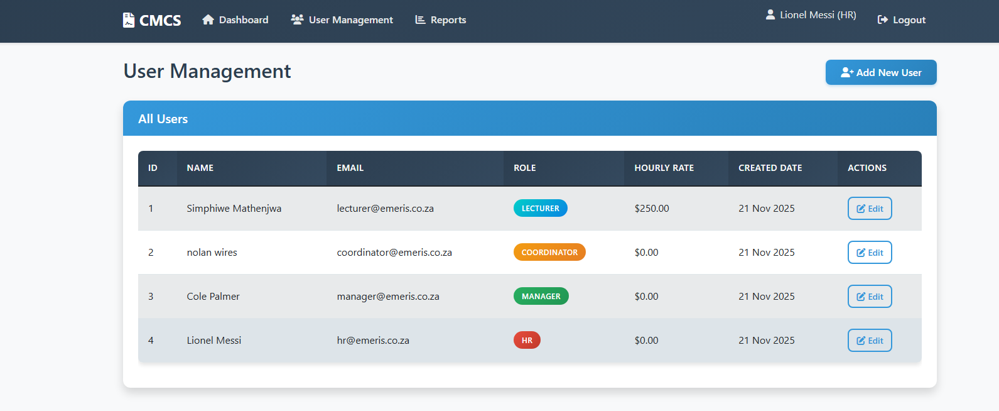 CMCS Dashboard User Management Reports Lionel Messi (HR) Logout
User Management Add New User
All Users
ID NAME EMAIL ROLE HOURLY RATE CREATED DATE ACTIONS
1 Simphiwe Mathenjwa lecturer@emeris.co.za LECTURER $250.00 21 Nov 2025 Edit
2 nolan wires coordinator@emeris.co.za COORDINATOR $0.00 21 Nov 2025 Edit
3 Cole Palmer manager@emeris.co.za MANAGER $0.00 21 Nov 2025 Edit
4 Lionel Messi hr@emeris.co.za HR $0.00 21 Nov 2025 Edit